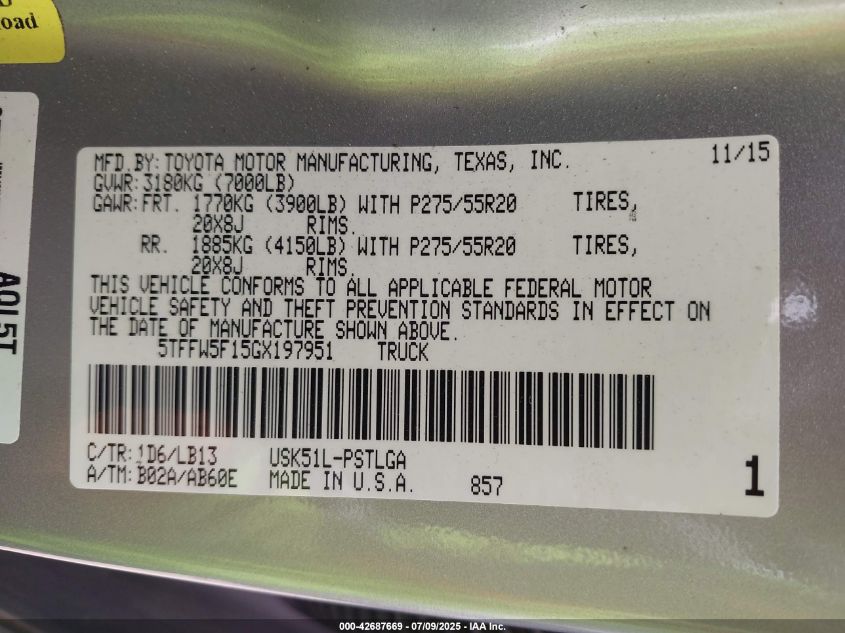 oad
AOL5T
MFD.BY: TOYOTA MOTOR MANUFACTURING, TEXAS, INC. 11/15
GVWR: 3180KG (7000LB)
GAWR: FRT. 1770KG (3900LB) WITH P275/55R20 TIRES,
20X8J RIMS.
RR. 1885KG (4150LB) WITH P275/55R20 TIRES,
20X8J RIMS.
THIS VEHICLE CONFORMS TO ALL APPLICABLE FEDERAL MOTOR
VEHICLE SAFETY AND THEFT PREVENTION STANDARDS IN EFFECT ON
THE DATE OF MANUFACTURE SHOWN ABOVE.
5TFFW5F15GX197951 TRUCK
C/TR: 1D6/LB13 USK51L-PSTLGA
A/TM: B02A/AB60E MADE IN U.S.A. 857 1
000-42687669 - 07/09/2025 - IAA Inc.